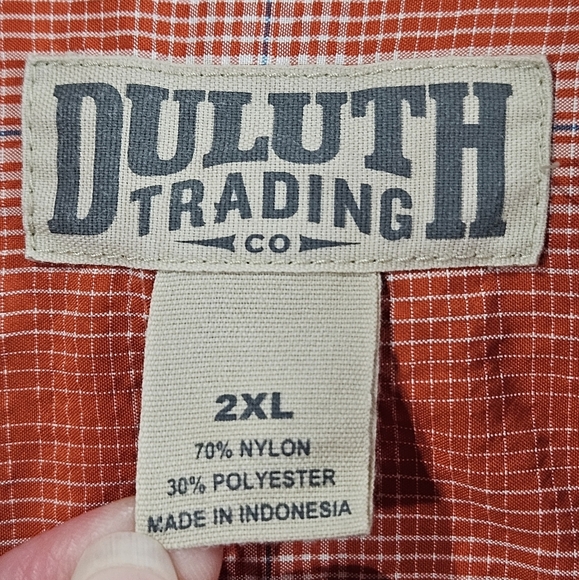 DULUTH
TRADING
CO
2XL
70% NYLON
30% POLYESTER
MADE IN INDONESIA